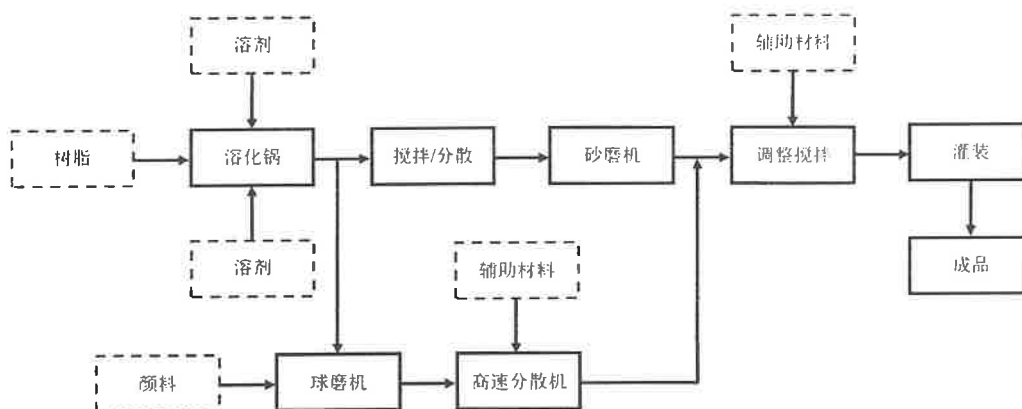 溶剂
辅助材料
树脂
溶化锅
搅拌/分散
砂磨机
调整搅拌
灌装
溶剂
辅助材料
成品
颜料
球磨机
高速分散机